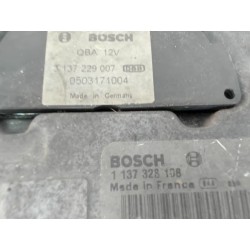 BOSCH
GBA 12V
1 137 229 007
0503171004
Made in Germany
BOSCH
1 137 328 108
Made in France